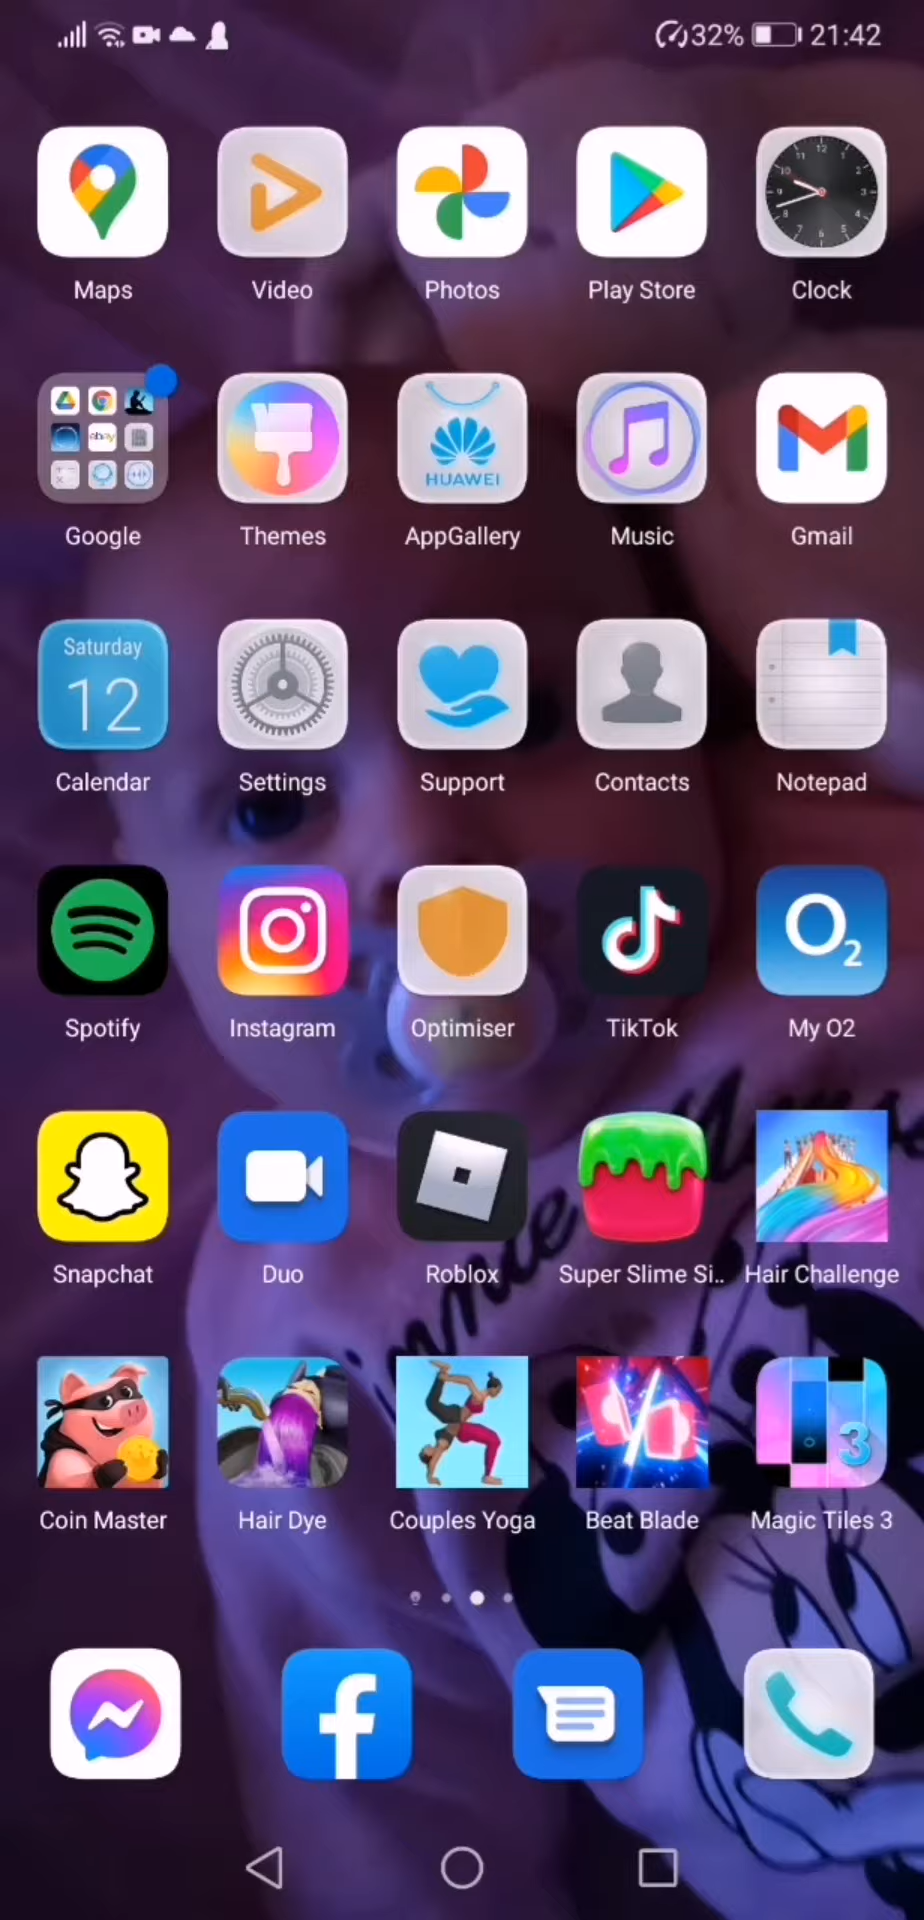 32% 21:42
Maps Video Photos Play Store Clock
HUAWEI
Google Themes AppGallery Music Gmail
Saturday
12
Calendar Settings Support Contacts Notepad
O2
Spotify Instagram Optimiser TikTok My O2
Snapchat Duo Roblox Super Slime Si.. Hair Challenge
3
Coin Master Hair Dye Couples Yoga Beat Blade Magic Tiles 3